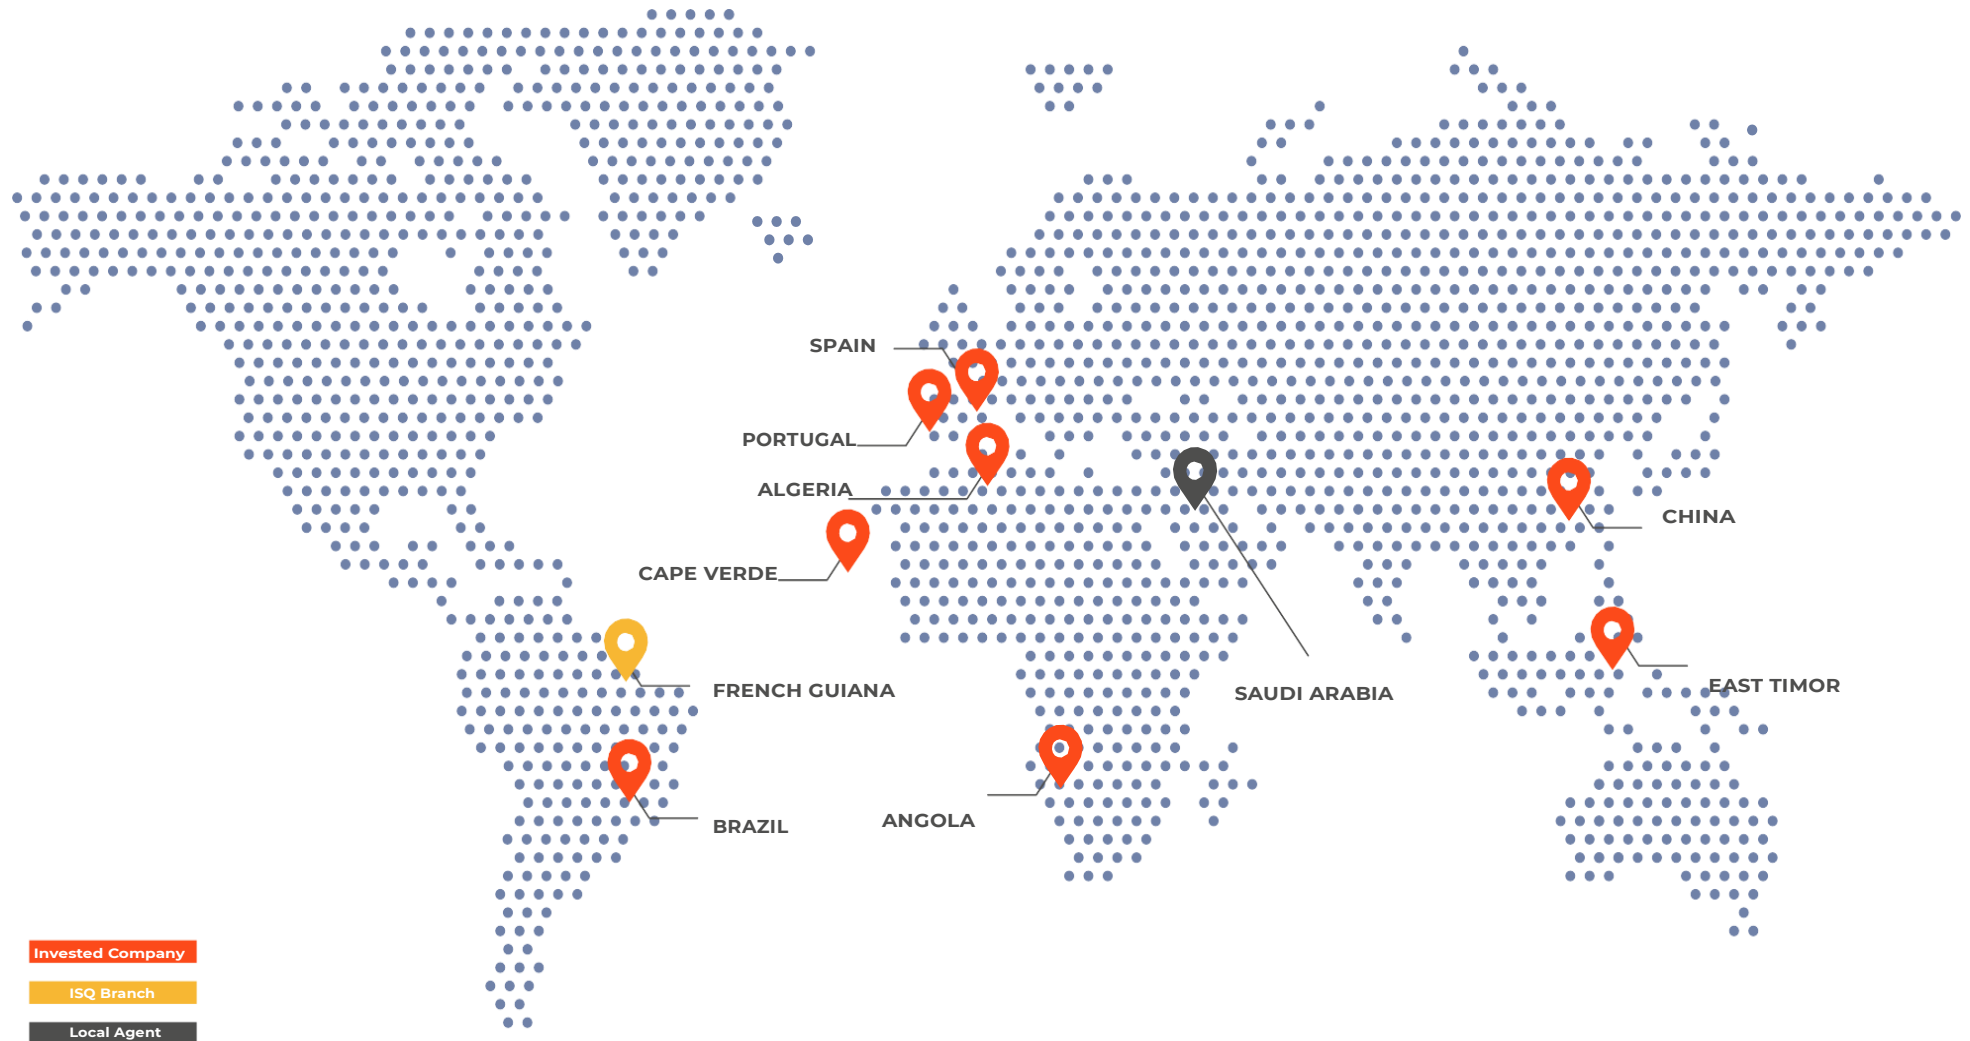 SPAIN
PORTUGAL
ALGERIA
CHINA
CAPE VERDE
FRENCH GUIANA
SAUDI ARABIA
EAST TIMOR
BRAZIL
ANGOLA
Invested Company
ISQ Branch
Local Agent